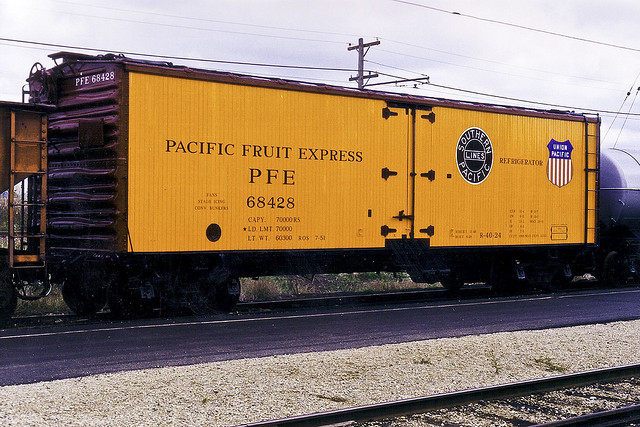 PFE 68428
PACIFIC FRUIT EXPRESS
PFE
68428
CAPY. 70000 RS
★LD. LMT. 70000
LT. WT. 60300
SOUTHERN
LINES
PACIFIC
REFRIGERATOR
UNION
PACIFIC
R-40-24